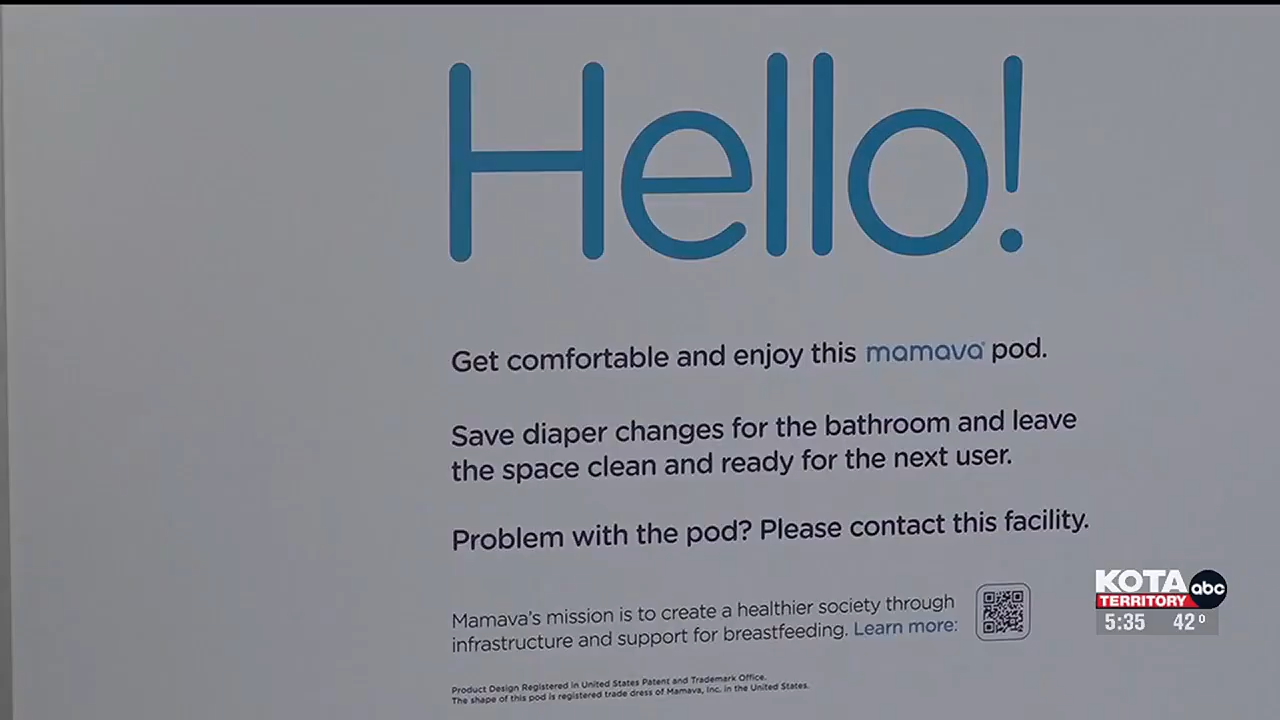 Hello!
Get comfortable and enjoy this mamava® pod.
Save diaper changes for the bathroom and leave
the space clean and ready for the next user.
Problem with the pod? Please contact this facility.
Mamava's mission is to create a healthier society through
infrastructure and support for breastfeeding. Learn more:
Product Design Registered in United States Patent and Trademark Office.
The shape of this pod is registered trade dress of Mamava, Inc. in the United States.
KOTA abc
TERRITORY
5:35 42°